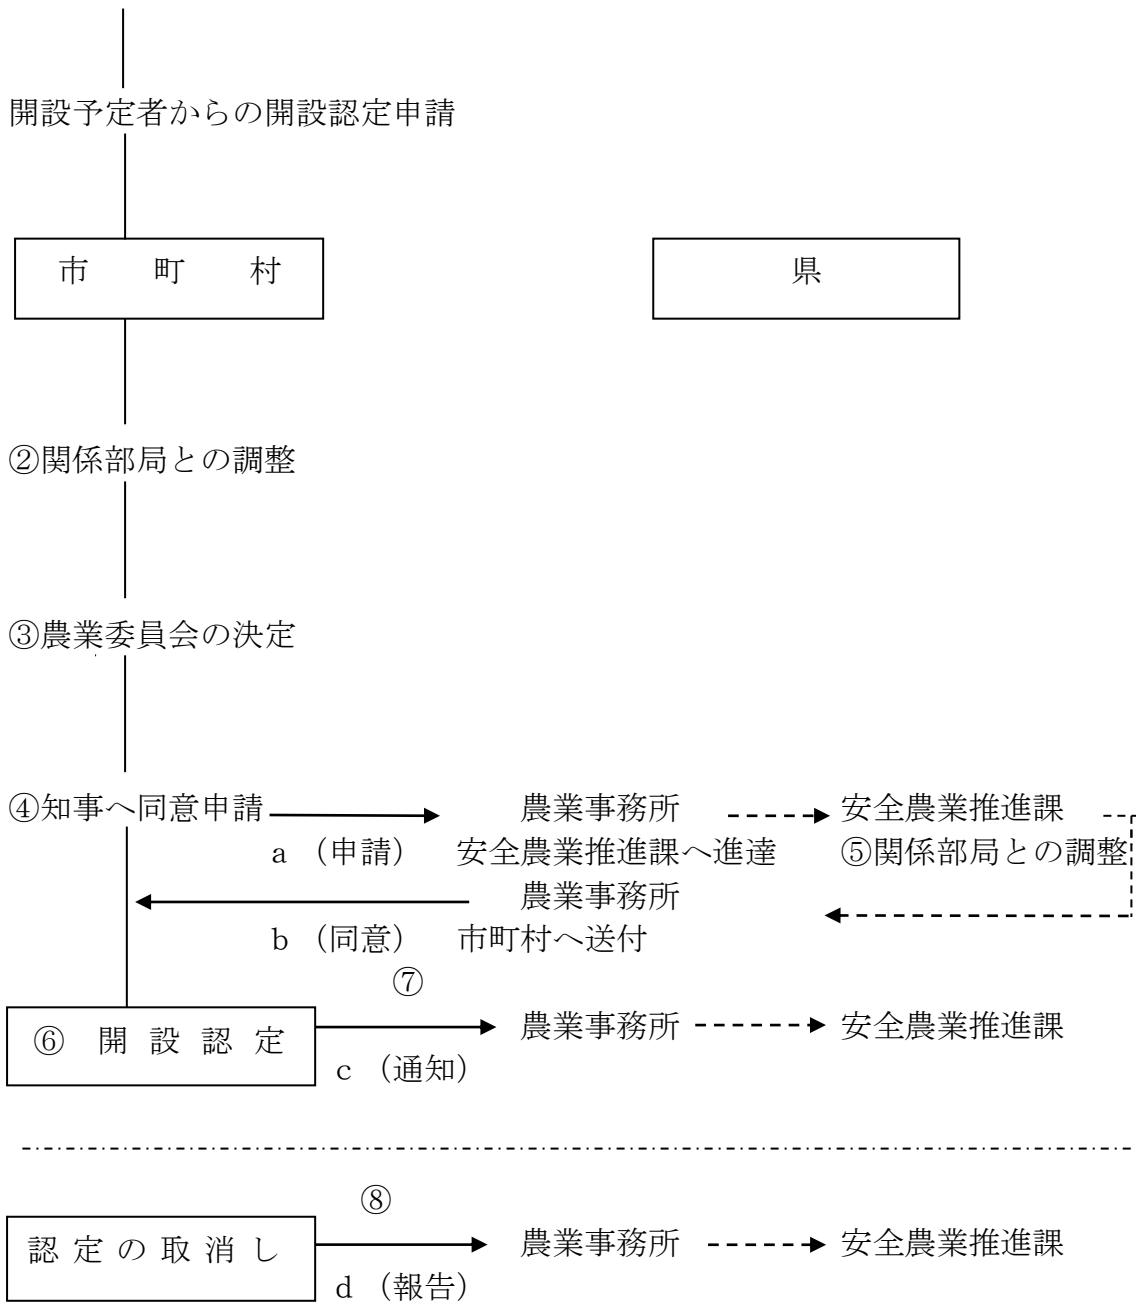 開設予定者からの開設認定申請
市 町 村
県
②関係部局との調整
③農業委員会の決定
④知事へ同意申請 農業事務所 安全農業推進課
a (申請) 安全農業推進課へ進達 ⑤関係部局との調整
農業事務所
b (同意) 市町村へ送付
⑦
⑥ 開 設 認 定 農業事務所 安全農業推進課
c (通知)
⑧
認 定 の 取 消 し 農業事務所 安全農業推進課
d (報告)